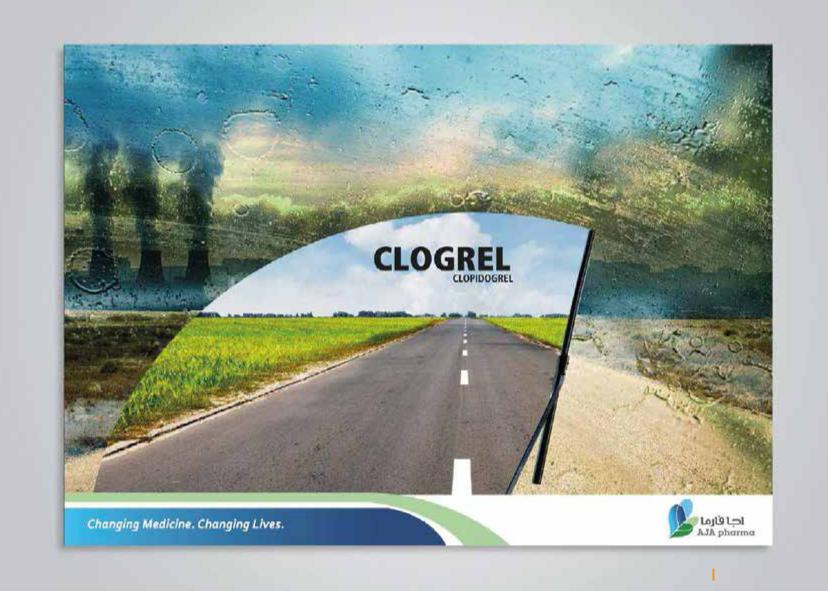 CLOGREL
CLOPIDOGREL
Changing Medicine. Changing Lives.
اجا فارما
AJA pharma